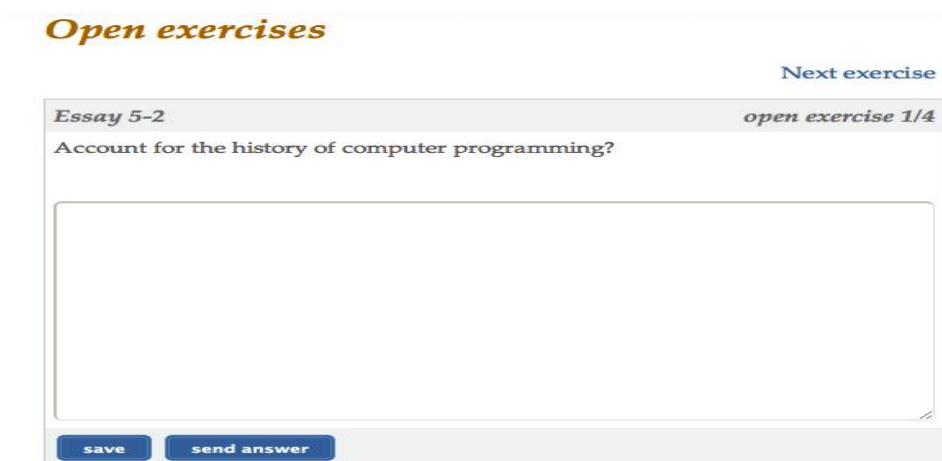 Open exercises
Next exercise
Essay 5-2 open exercise 1/4
Account for the history of computer programming?
save send answer